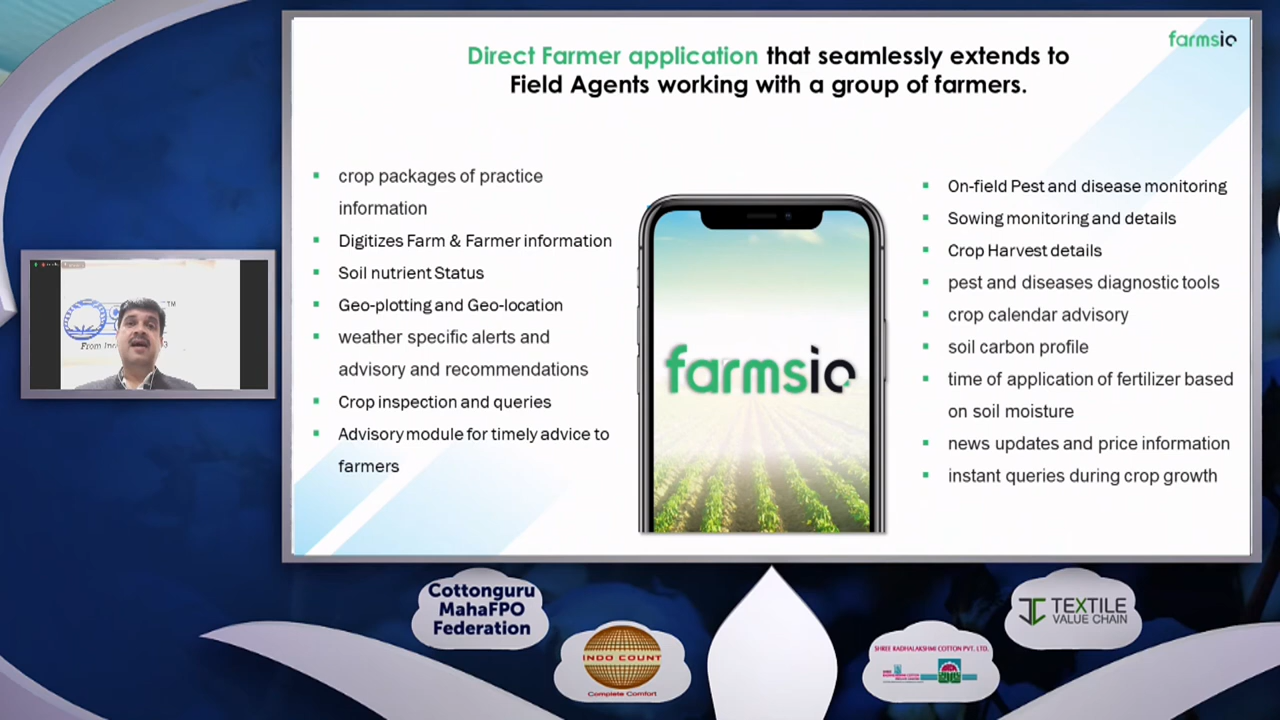 farmsio
Direct Farmer application that seamlessly extends to
Field Agents working with a group of farmers.
crop packages of practice
information
Digitizes Farm & Farmer information
Soil nutrient Status
Geo-plotting and Geo-location
weather specific alerts and
advisory and recommendations
Crop inspection and queries
Advisory module for timely advice to
farmers
farmsio
On-field Pest and disease monitoring
Sowing monitoring and details
Crop Harvest details
pest and diseases diagnostic tools
crop calendar advisory
soil carbon profile
time of application of fertilizer based
on soil moisture
news updates and price information
instant queries during crop growth
TM
From
Cottonguru
MahaFPO
Federation
INDO COUNT
Complete Comfort
SHREE RADHALAKSHMI COTTON PVT. LTD.
TEXTILE
VALUE CHAIN